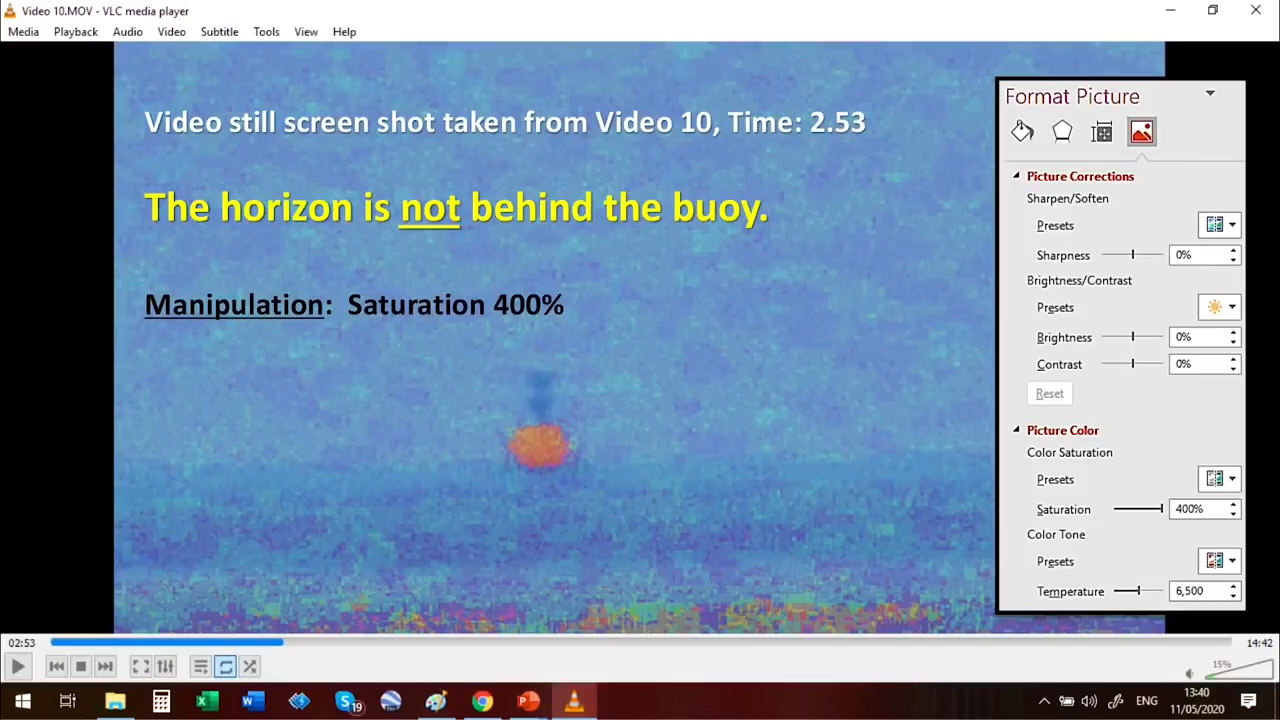 Video 10.MOV - VLC media player
Media Playback Audio Video Subtitle Tools View Help
Video still screen shot taken from Video 10, Time: 2.53
The horizon is not behind the buoy.
Manipulation: Saturation 400%
Format Picture
Picture Corrections
Sharpen/Soften
Presets
Sharpness 0%
Brightness/Contrast
Presets
Brightness 0%
Contrast 0%
Reset
Picture Color
Color Saturation
Presets
Saturation 400%
Color Tone
Presets
Temperature 6,500
02:53 14:42
15%
19
ENG
13:40
11/05/2020